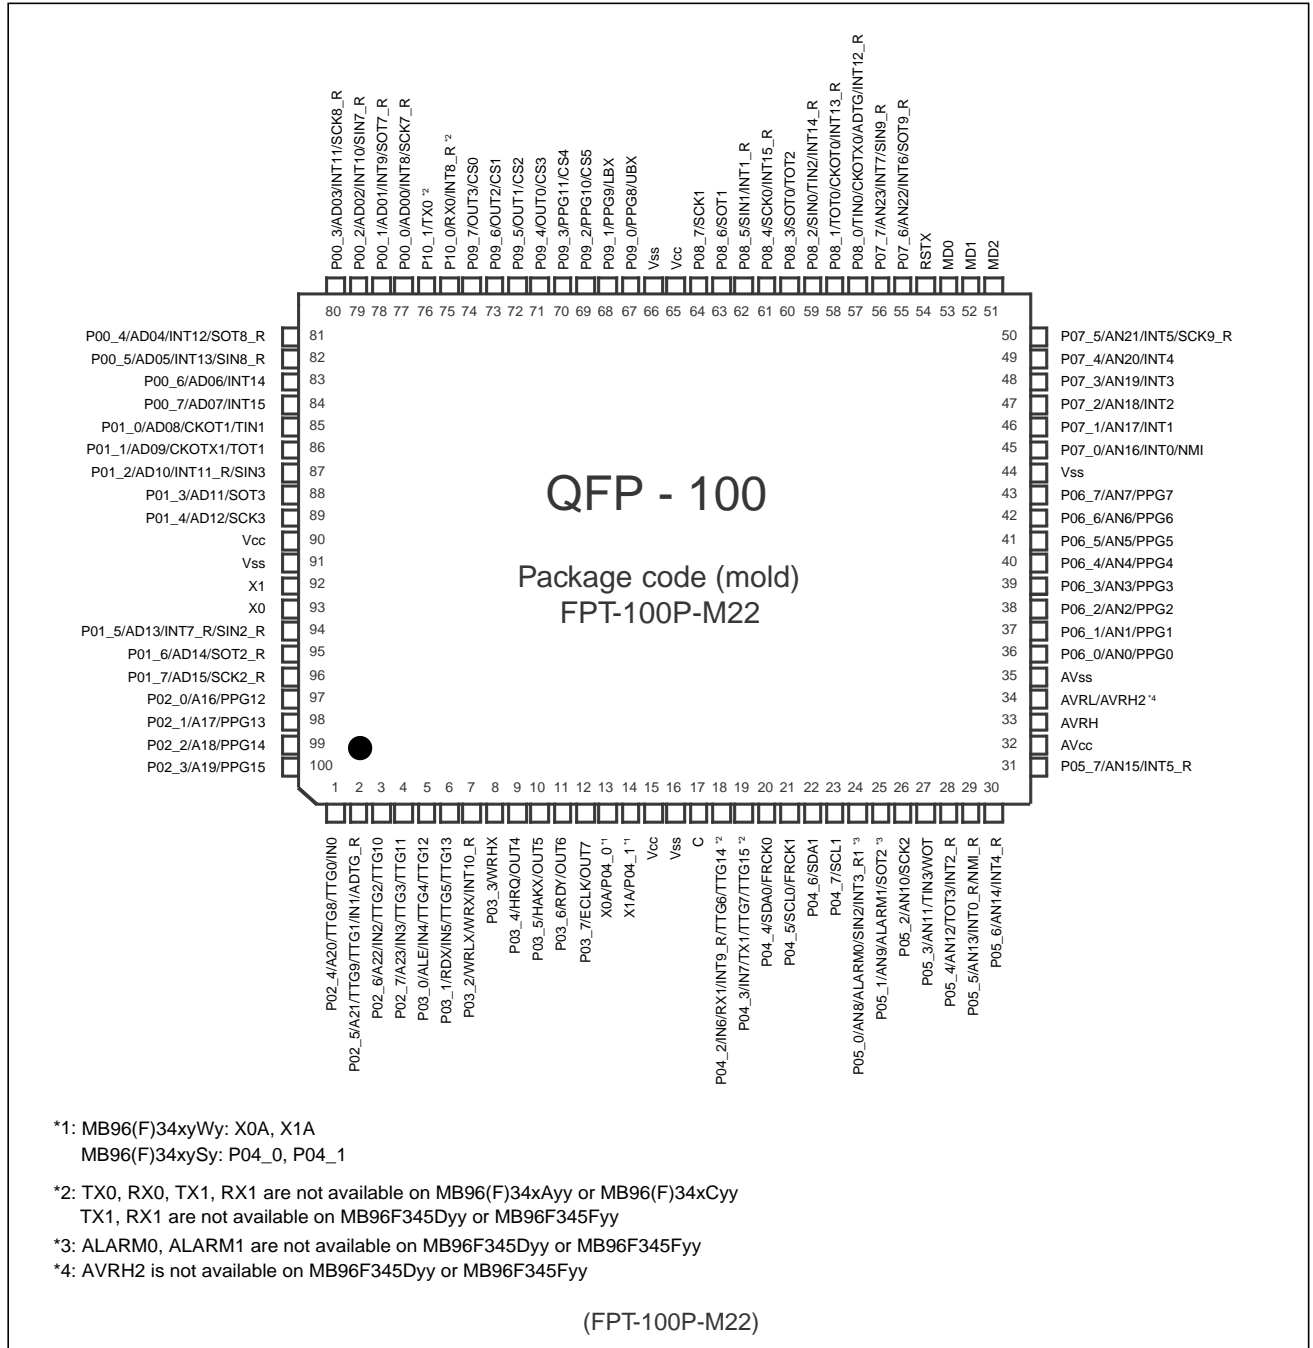 P00_3/AD03/INT11/SCK8_R
P00_2/AD02/INT10/SIN7_R
P00_1/AD01/INT9/SOT7_R
P00_0/AD00/INT8/SCK7_R
P10_1/TX0 *2
P10_0/RX0/INT8_R *2
P09_7/OUT3/CS0
P09_6/OUT2/CS1
P09_5/OUT1/CS2
P09_4/OUT0/CS3
P09_3/PPG11/CS4
P09_2/PPG10/CS5
P09_1/PPG9/LBX
P09_0/PPG8/UBX
Vss
Vcc
P08_7/SCK1
P08_6/SOT1
P08_5/SIN1/INT1_R
P08_4/SCK0/INT15_R
P08_3/SOT0/TOT2
P08_2/SIN0/TIN2/INT14_R
P08_1/TOT0/CKOT0/INT13_R
P08_0/TIN0/CKOTX0/ADTG/INT12_R
P07_7/AN23/INT7/SIN9_R
P07_6/AN22/INT6/SOT9_R
RSTX
MD0
MD1
MD2
80 79 78 77 76 75 74 73 72 71 70 69 68 67 66 65 64 63 62 61 60 59 58 57 56 55 54 53 52 51
P00_4/AD04/INT12/SOT8_R 81
P00_5/AD05/INT13/SIN8_R 82
P00_6/AD06/INT14 83
P00_7/AD07/INT15 84
P01_0/AD08/CKOT1/TIN1 85
P01_1/AD09/CKOTX1/TOT1 86
P01_2/AD10/INT11_R/SIN3 87
P01_3/AD11/SOT3 88
P01_4/AD12/SCK3 89
Vcc 90
Vss 91
X1 92
X0 93
P01_5/AD13/INT7_R/SIN2_R 94
P01_6/AD14/SOT2_R 95
P01_7/AD15/SCK2_R 96
P02_0/A16/PPG12 97
P02_1/A17/PPG13 98
P02_2/A18/PPG14 99
P02_3/A19/PPG15 100
QFP - 100
Package code (mold)
FPT-100P-M22
50 P07_5/AN21/INT5/SCK9_R
49 P07_4/AN20/INT4
48 P07_3/AN19/INT3
47 P07_2/AN18/INT2
46 P07_1/AN17/INT1
45 P07_0/AN16/INT0/NMI
44 Vss
43 P06_7/AN7/PPG7
42 P06_6/AN6/PPG6
41 P06_5/AN5/PPG5
40 P06_4/AN4/PPG4
39 P06_3/AN3/PPG3
38 P06_2/AN2/PPG2
37 P06_1/AN1/PPG1
36 P06_0/AN0/PPG0
35 AVss
34 AVRL/AVRH2 *4
33 AVRH
32 AVcc
31 P05_7/AN15/INT5_R
1 2 3 4 5 6 7 8 9 10 11 12 13 14 15 16 17 18 19 20 21 22 23 24 25 26 27 28 29 30
P02_4/A20/TTG8/TTG0/IN0
P02_5/A21/TTG9/TTG1/IN1/ADTG_R
P02_6/A22/IN2/TTG2/TTG10
P02_7/A23/IN3/TTG3/TTG11
P03_0/ALE/IN4/TTG4/TTG12
P03_1/RDX/IN5/TTG5/TTG13
P03_2/WRLX/WRX/INT10_R
P03_3/WRHX
P03_4/HRQ/OUT4
P03_5/HAKX/OUT5
P03_6/RDY/OUT6
P03_7/ECLK/OUT7
X0A/P04_0 *1
X1A/P04_1 *1
Vcc
Vss
C
P04_2/IN6/RX1/INT9_R/TTG6/TTG14 *2
P04_3/IN7/TX1/TTG7/TTG15 *2
P04_4/SDA0/FRCK0
P04_5/SCL0/FRCK1
P04_6/SDA1
P04_7/SCL1
P05_0/AN8/ALARM0/SIN2/INT3_R1 *3
P05_1/AN9/ALARM1/SOT2 *3
P05_2/AN10/SCK2
P05_3/AN11/TIN3/WOT
P05_4/AN12/TOT3/INT2_R
P05_5/AN13/INT0_R/NMI_R
P05_6/AN14/INT4_R
*1: MB96(F)34xyWy: X0A, X1A
MB96(F)34xySy: P04_0, P04_1
*2: TX0, RX0, TX1, RX1 are not available on MB96(F)34xAyy or MB96(F)34xCyy
TX1, RX1 are not available on MB96F345Dyy or MB96F345Fyy
*3: ALARM0, ALARM1 are not available on MB96F345Dyy or MB96F345Fyy
*4: AVRH2 is not available on MB96F345Dyy or MB96F345Fyy
(FPT-100P-M22)